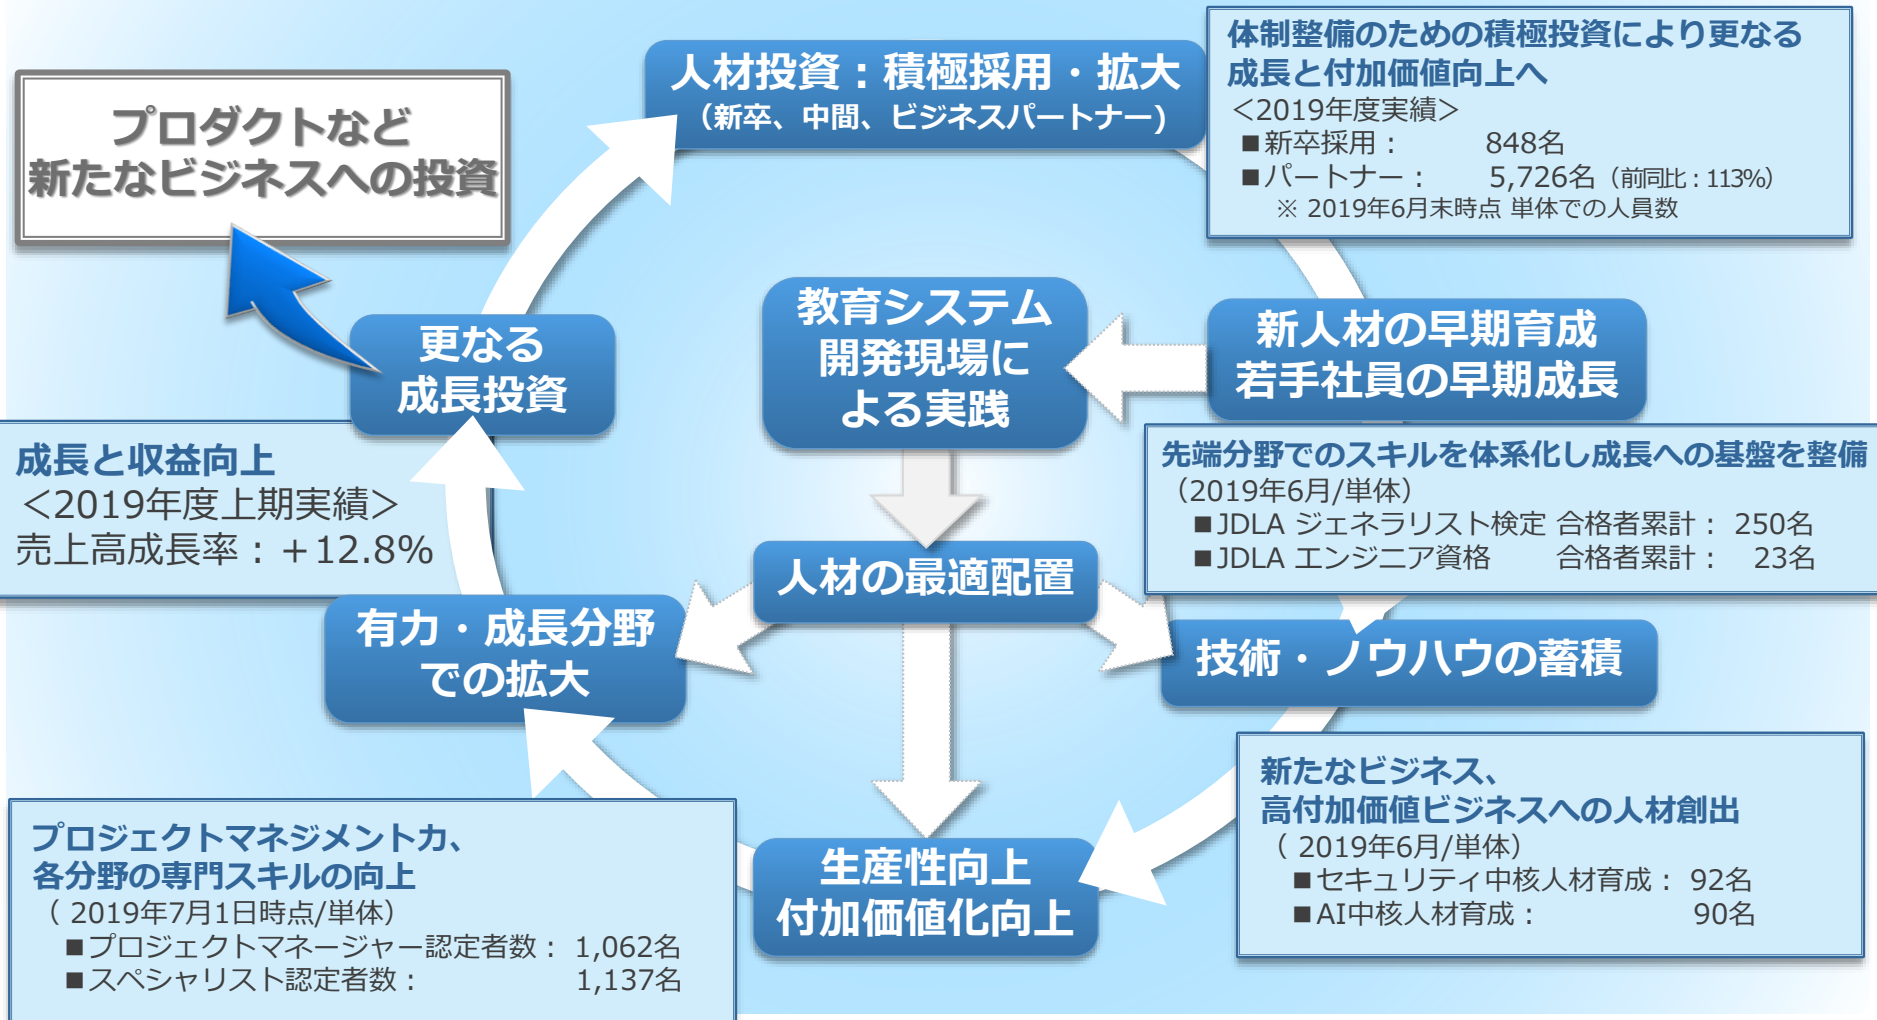 人材投資：積極採用・拡大
（新卒、中間、ビジネスパートナー）
体制整備のための積極投資により更なる
成長と付加価値向上へ
＜2019年度実績＞
■新卒採用： 848名
■パートナー： 5,726名（前同比：113%）
※ 2019年6月末時点 単体での人員数
プロダクトなど
新たなビジネスへの投資
教育システム
開発現場に
よる実践
新人材の早期育成
若手社員の早期成長
更なる
成長投資
成長と収益向上
＜2019年度上期実績＞
売上高成長率：＋12.8%
先端分野でのスキルを体系化し成長への基盤を整備
（2019年6月/単体）
■JDLA ジェネラリスト検定 合格者累計： 250名
■JDLA エンジニア資格 合格者累計： 23名
人材の最適配置
有力・成長分野
での拡大
技術・ノウハウの蓄積
新たなビジネス、
高付加価値ビジネスへの人材創出
（ 2019年6月/単体）
■セキュリティ中核人材育成： 92名
■AI中核人材育成： 90名
プロジェクトマネジメント力、
各分野の専門スキルの向上
（ 2019年7月1日時点/単体）
■プロジェクトマネージャー認定者数： 1,062名
■スペシャリスト認定者数： 1,137名
生産性向上
付加価値化向上